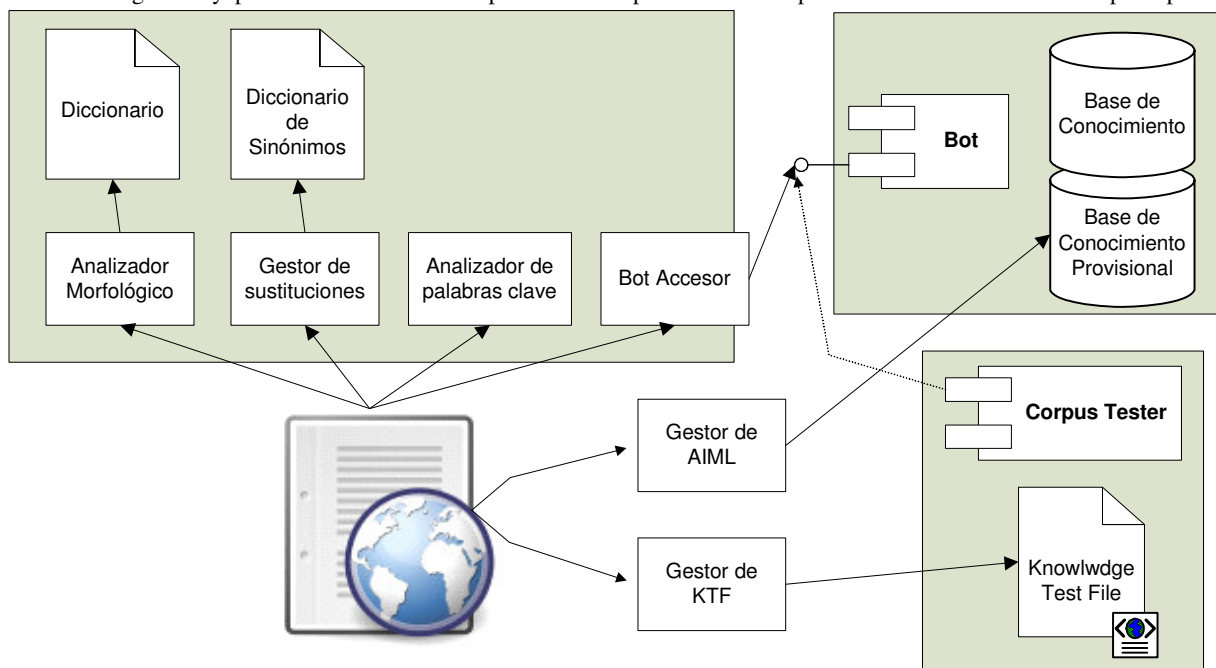 Diccionario
Diccionario
de
Sinónimos
Base de
Conocimiento
Bot
Base de
Conocimiento
Provisional
Analizador
Morfológico
Gestor de
sustituciones
Analizador de
palabras clave
Bot Accesor
Gestor de
AIML
Corpus Tester
Gestor de
KTF
Knowlwdge
Test File